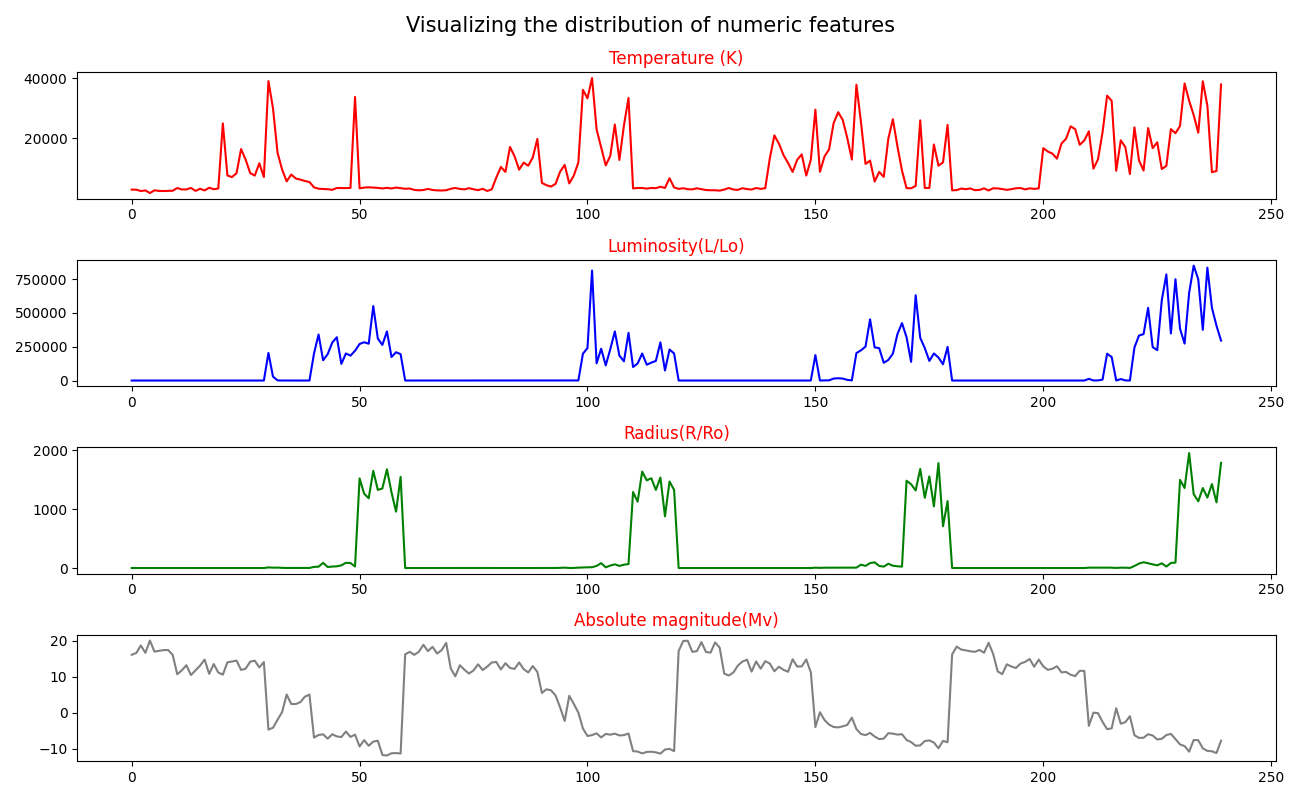 Visualizing the distribution of numeric features
Temperature (K)
40000
20000
0 50 100 150 200 250
Luminosity(L/Lo)
750000
500000
250000
0
0 50 100 150 200 250
Radius(R/Ro)
2000
1000
0
0 50 100 150 200 250
Absolute magnitude(Mv)
20
10
0
−10
0 50 100 150 200 250